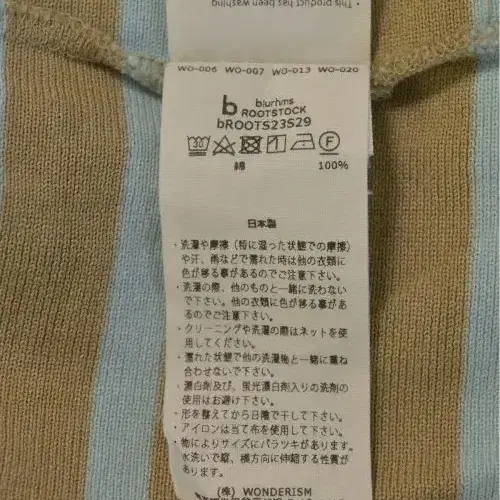 This product has been washing
WO-006 WO-007 WO-013 WO-020
b blurhms
ROOTSTOCK
bROOTS23S29
30 F
綿 100%
日本製
・洗濯や摩擦（特に湿った状態での摩擦）
や汗、雨などで濡れた時は他の衣類に
色が移る事があるのでご注意下さい。
・洗濯の際、他のものと一緒に洗わない
で下さい。他の衣類に色が移る事があ
るのでご注意下さい。
・クリーニングや洗濯の際はネットを使
用してください。
・濡れた状態で他の洗濯物と一緒に重ね
合わせないで下さい。
・漂白剤及び、蛍光漂白剤入りの洗剤の
使用はお避け下さい。
・形を整えてから日陰で干して下さい。
・アイロンは当て布を使用して下さい。
・物によりサイズにバラツキがあります。
水洗いで縦、横方向に伸縮する性質が
あります。
(株) WONDERISM